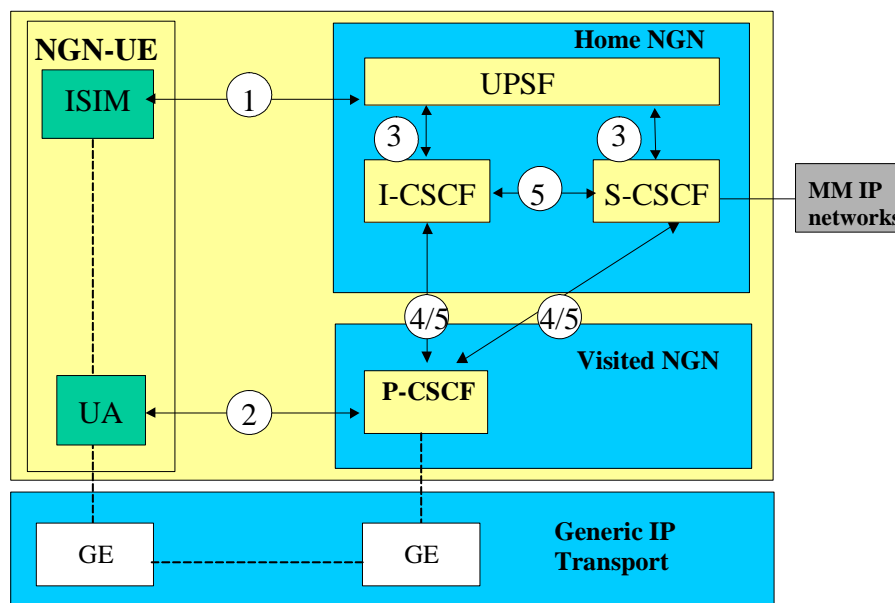 NGN-UE
Home NGN
ISIM
1
UPSF
3
3
I-CSCF
5
S-CSCF
MM IP
networks
4/5
4/5
Visited NGN
P-CSCF
UA
2
GE
GE
Generic IP
Transport